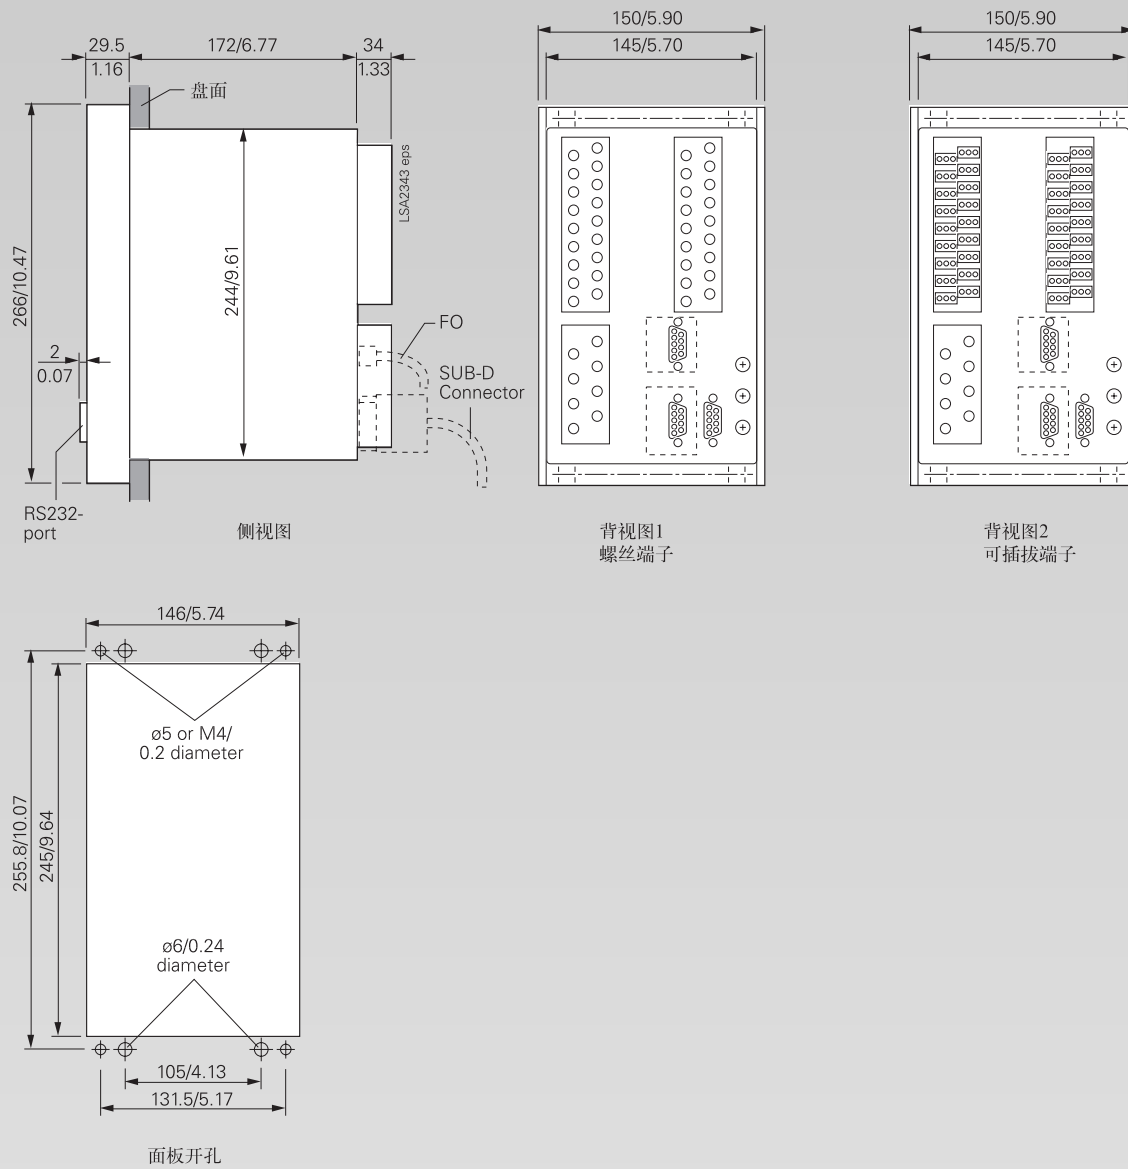 29.5
1.16
172/6.77
34
1.33
盘面
LSA2343 eps
266/10.47
244/9.61
2
0.07
FO
SUB-D
Connector
RS232-
port
侧视图
150/5.90
145/5.70
背视图1
螺丝端子
150/5.90
145/5.70
背视图2
可插拔端子
146/5.74
ø5 or M4/
0.2 diameter
255.8/10.07
245/9.64
ø6/0.24
diameter
105/4.13
131.5/5.17
面板开孔